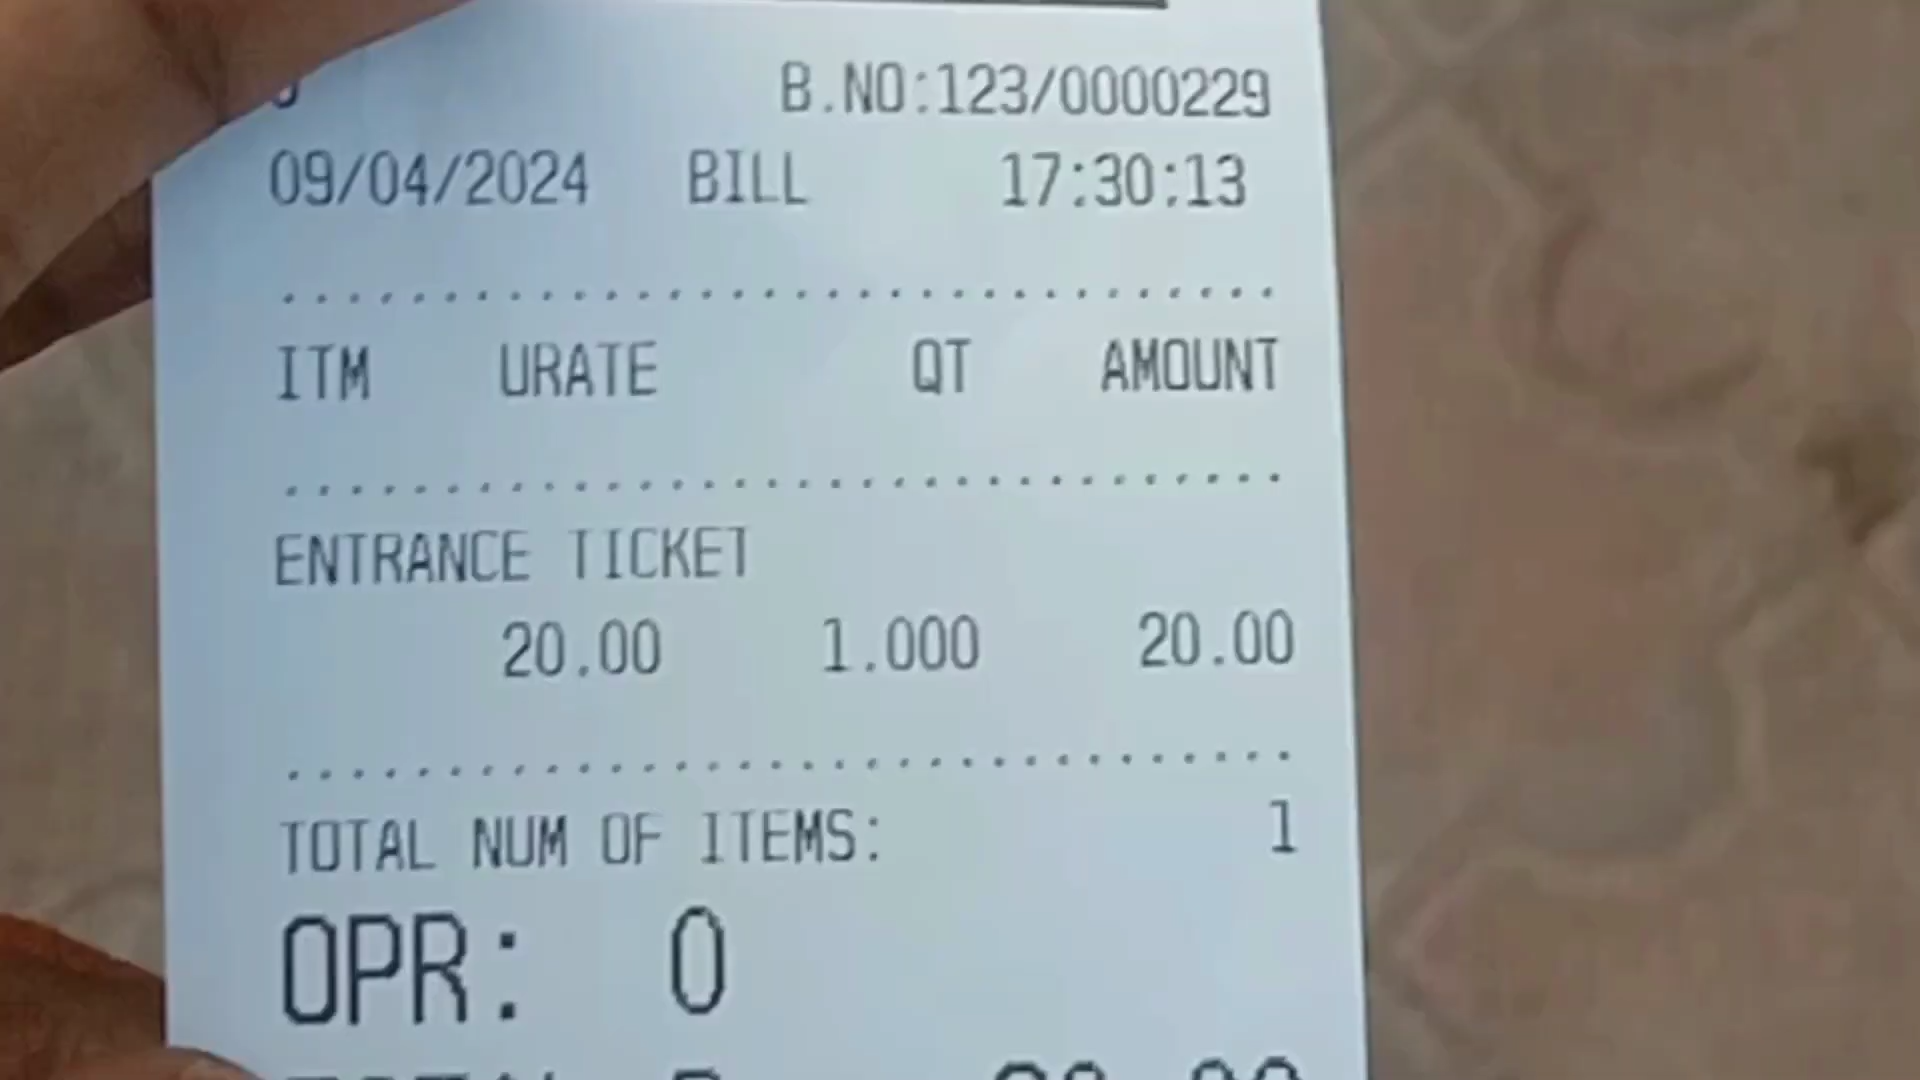 B.NO:123/0000229
09/04/2024 BILL 17:30:13
ITM URATE QT AMOUNT
ENTRANCE TICKET
20.00 1.000 20.00
TOTAL NUM OF ITEMS: 1
OPR: 0